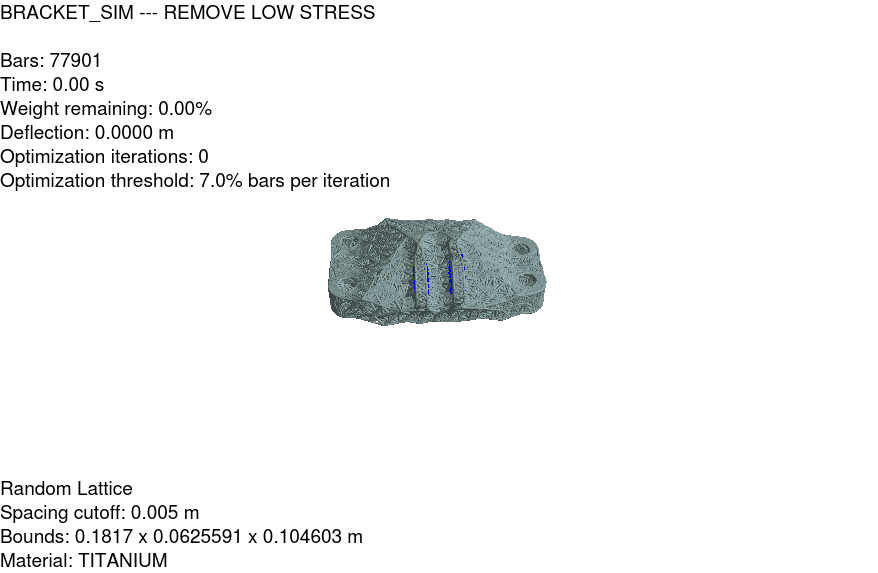 BRACKET_SIM --- REMOVE LOW STRESS
Bars: 77901
Time: 0.00 s
Weight remaining: 0.00%
Deflection: 0.0000 m
Optimization iterations: 0
Optimization threshold: 7.0% bars per iteration
Random Lattice
Spacing cutoff: 0.005 m
Bounds: 0.1817 x 0.0625591 x 0.104603 m
Material: TITANIUM